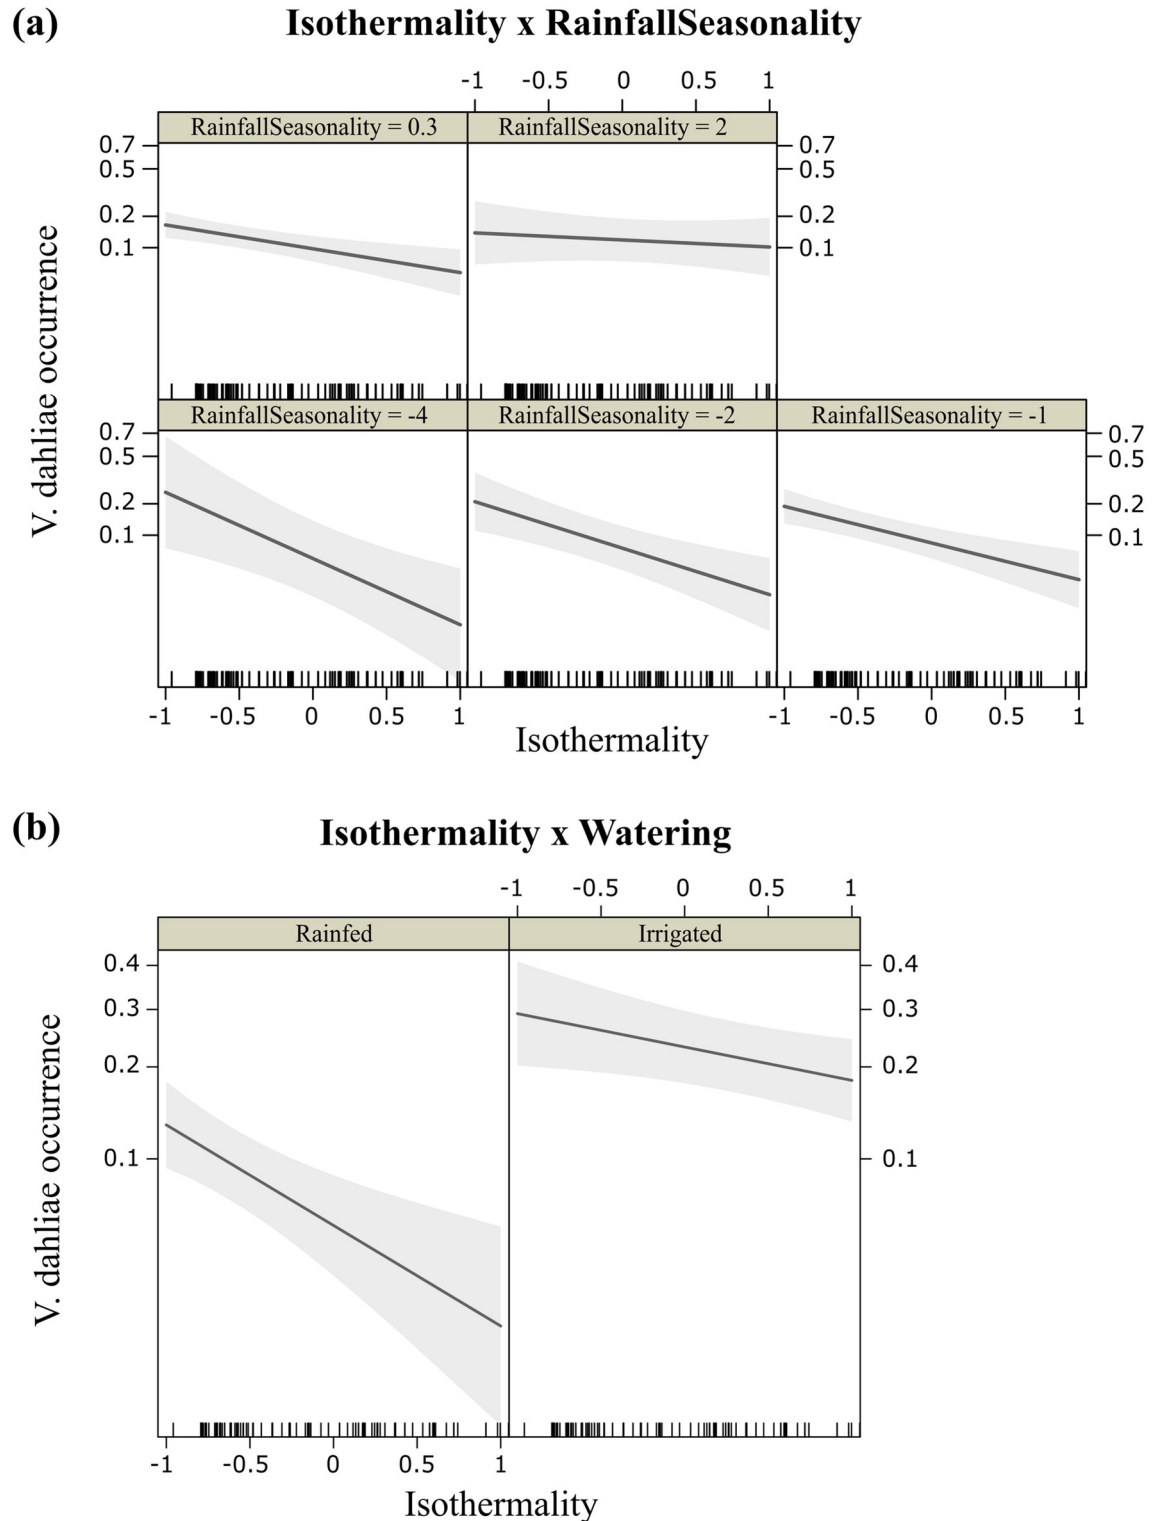 (a) Isothermality x RainfallSeasonality
-1 -0.5 0 0.5 1
RainfallSeasonality = 0.3 RainfallSeasonality = 2
0.7 0.7
0.5 0.5
0.2 0.2
0.1 0.1
V. dahliae occurrence
RainfallSeasonality = -4 RainfallSeasonality = -2 RainfallSeasonality = -1
0.7 0.7
0.5 0.5
0.2 0.2
0.1 0.1
-1 -0.5 0 0.5 1 -1 -0.5 0 0.5 1
Isothermality
(b) Isothermality x Watering
-1 -0.5 0 0.5 1
Rainfed Irrigated
0.4 0.4
0.3 0.3
0.2 0.2
0.1 0.1
V. dahliae occurrence
-1 -0.5 0 0.5 1
Isothermality